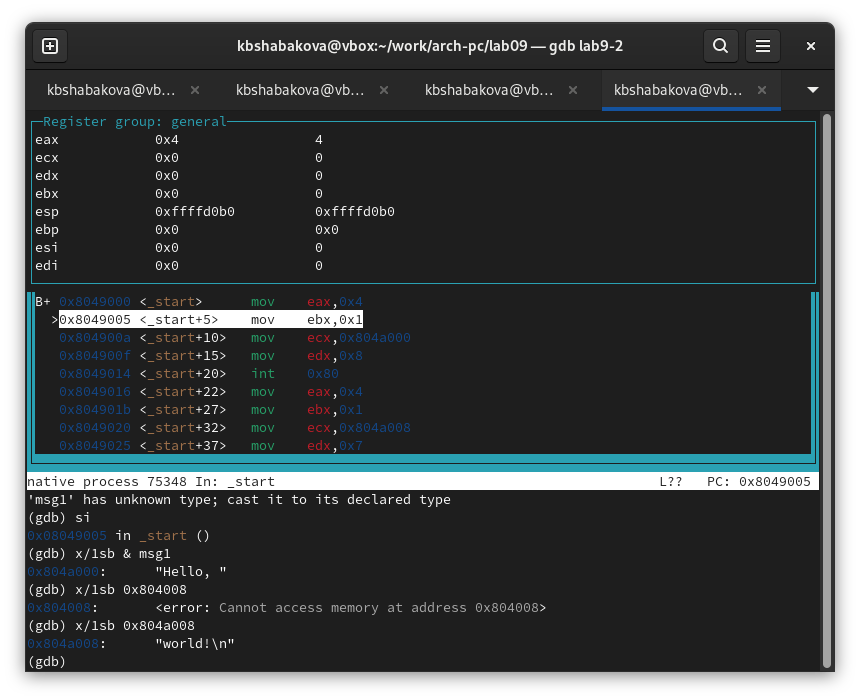 kbshabakova@vbox:~/work/arch-pc/lab09 — gdb lab9-2
kbshabakova@vb... × kbshabakova@vb... × kbshabakova@vb... × kbshabakova@vb... ×
Register group: general
eax 0x4 4
ecx 0x0 0
edx 0x0 0
ebx 0x0 0
esp 0xffffd0b0 0xffffd0b0
ebp 0x0 0x0
esi 0x0 0
edi 0x0 0
B+ 0x8049000 <_start> mov eax,0x4
>0x8049005 <_start+5> mov ebx,0x1
0x804900a <_start+10> mov ecx,0x804a000
0x804900f <_start+15> mov edx,0x8
0x8049014 <_start+20> int 0x80
0x8049016 <_start+22> mov eax,0x4
0x804901b <_start+27> mov ebx,0x1
0x8049020 <_start+32> mov ecx,0x804a008
0x8049025 <_start+37> mov edx,0x7
native process 75348 In: _start L?? PC: 0x8049005
'msg1' has unknown type; cast it to its declared type
(gdb) si
0x08049005 in _start ()
(gdb) x/1sb & msg1
0x804a000: "Hello, "
(gdb) x/1sb 0x804008
0x804008: <error: Cannot access memory at address 0x804008>
(gdb) x/1sb 0x804a008
0x804a008: "world!\n"
(gdb)